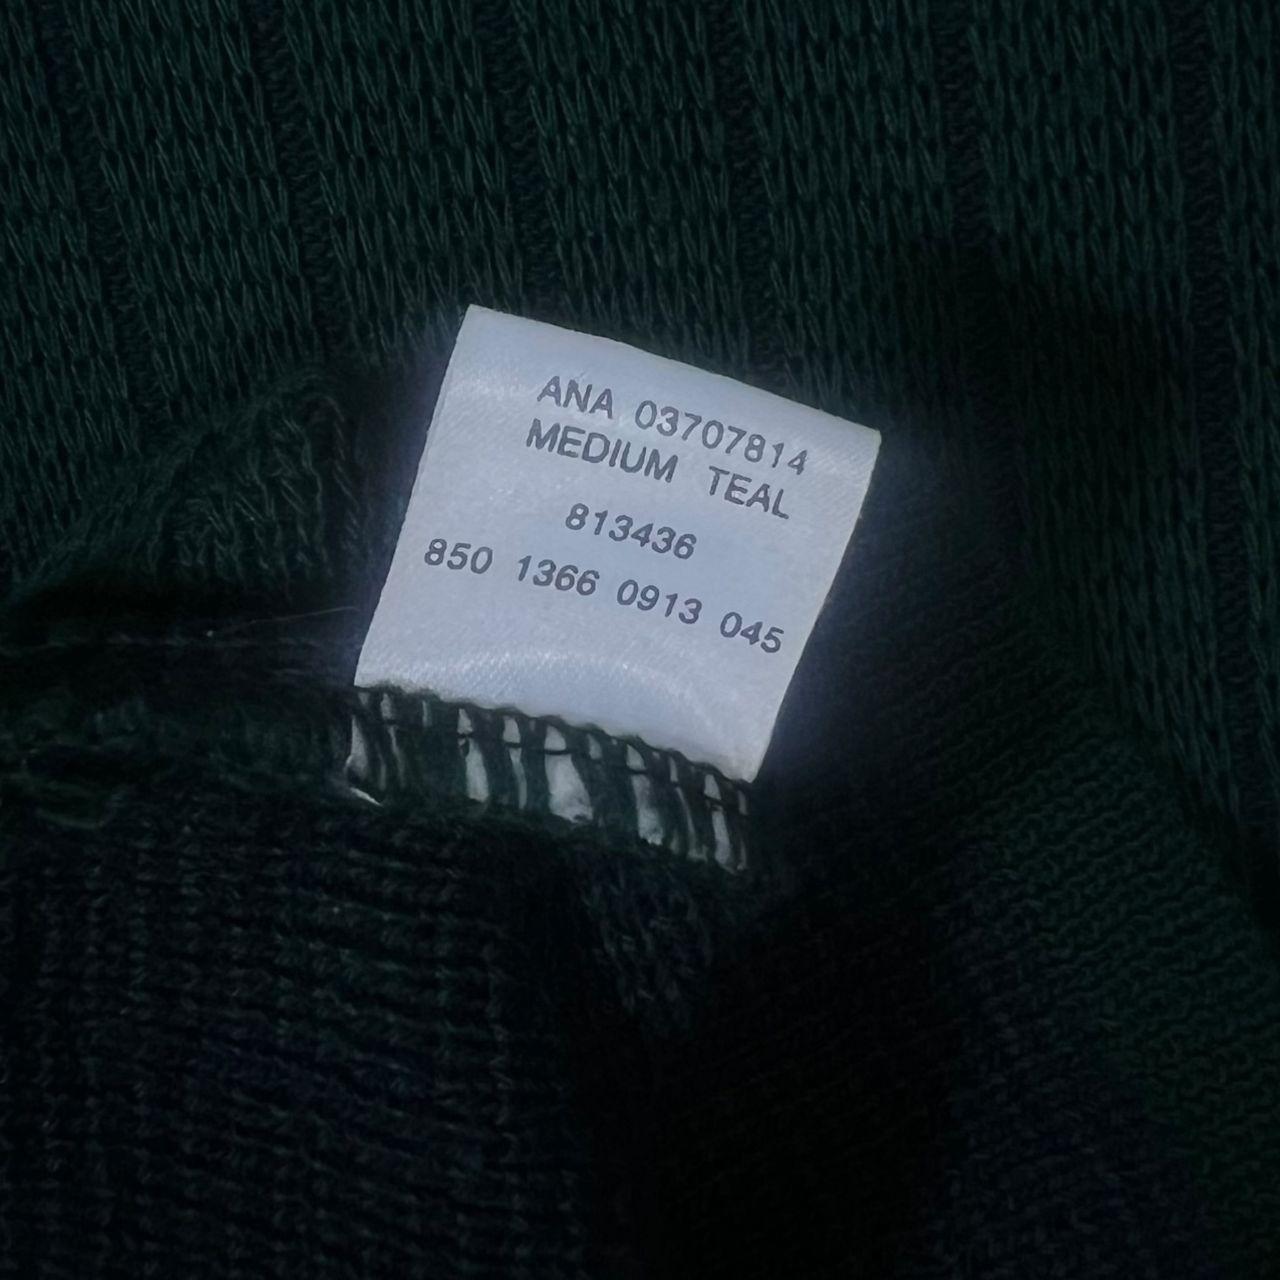 ANA 03707814
MEDIUM TEAL
813436
850 1366 0913 045